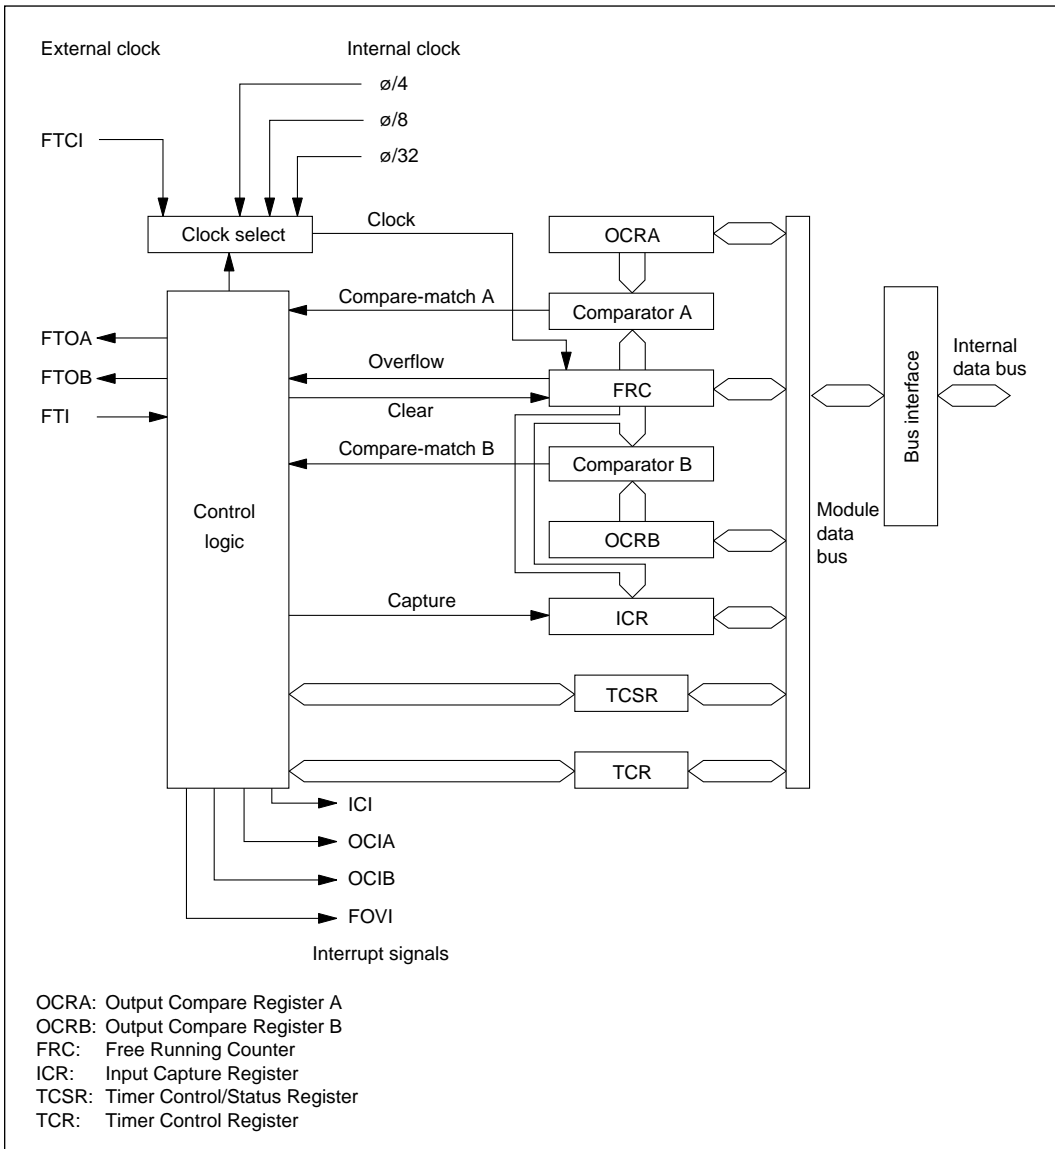 External clock
Internal clock
ø/4
ø/8
FTCI
ø/32
Clock select
Clock
OCRA
Compare-match A
Comparator A
FTOA
FTOB
FTI
Overflow
FRC
Clear
Compare-match B
Comparator B
Control
logic
OCRB
Module
data
bus
Bus interface
Internal
data bus
Capture
ICR
TCSR
TCR
ICI
OCIA
OCIB
FOVI
Interrupt signals
OCRA: Output Compare Register A
OCRB: Output Compare Register B
FRC: Free Running Counter
ICR: Input Capture Register
TCSR: Timer Control/Status Register
TCR: Timer Control Register